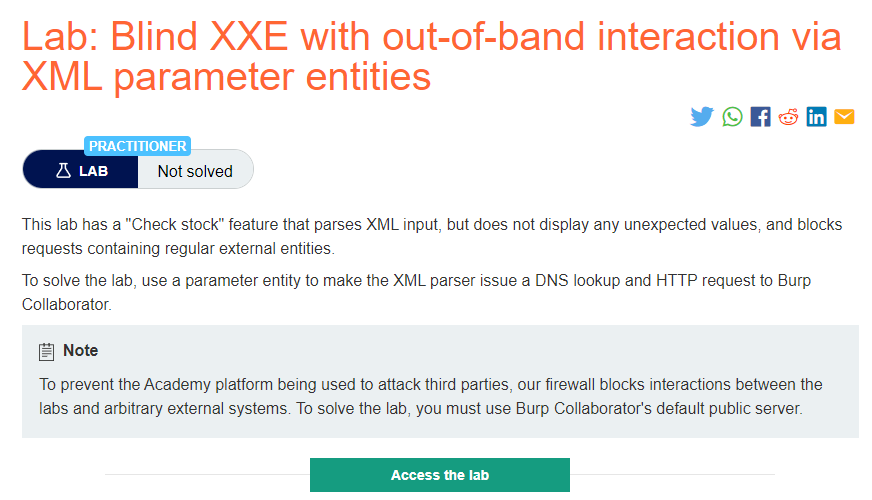 Lab: Blind XXE with out-of-band interaction via
XML parameter entities
PRACTITIONER
LAB
Not solved
This lab has a "Check stock" feature that parses XML input, but does not display any unexpected values, and blocks
requests containing regular external entities.
To solve the lab, use a parameter entity to make the XML parser issue a DNS lookup and HTTP request to Burp
Collaborator.
Note
To prevent the Academy platform being used to attack third parties, our firewall blocks interactions between the
labs and arbitrary external systems. To solve the lab, you must use Burp Collaborator's default public server.
Access the lab